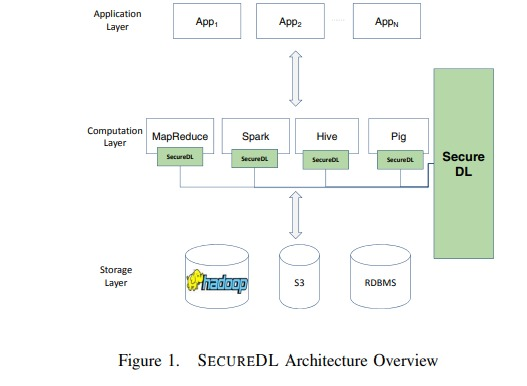 Application
Layer
App1
App2
......
AppN
Computation
Layer
MapReduce
Spark
Hive
Pig
SecureDL
SecureDL
SecureDL
SecureDL
Secure
DL
Storage
Layer
hadoop
S3
RDBMS
Figure 1. SECUREDL Architecture Overview